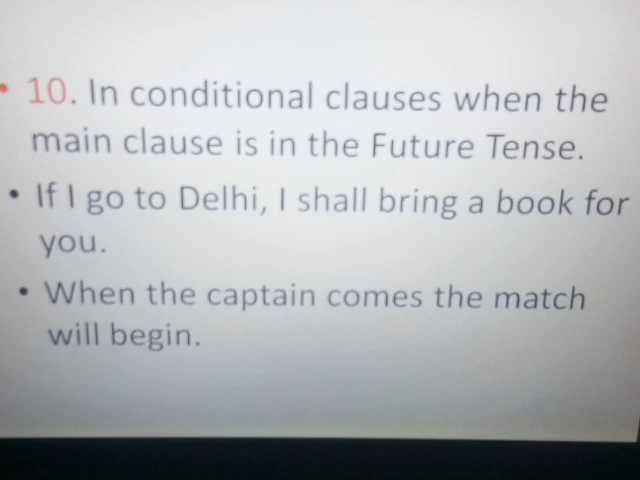 • 10. In conditional clauses when the
main clause is in the Future Tense.
• If I go to Delhi, I shall bring a book for
you.
• When the captain comes the match
will begin.